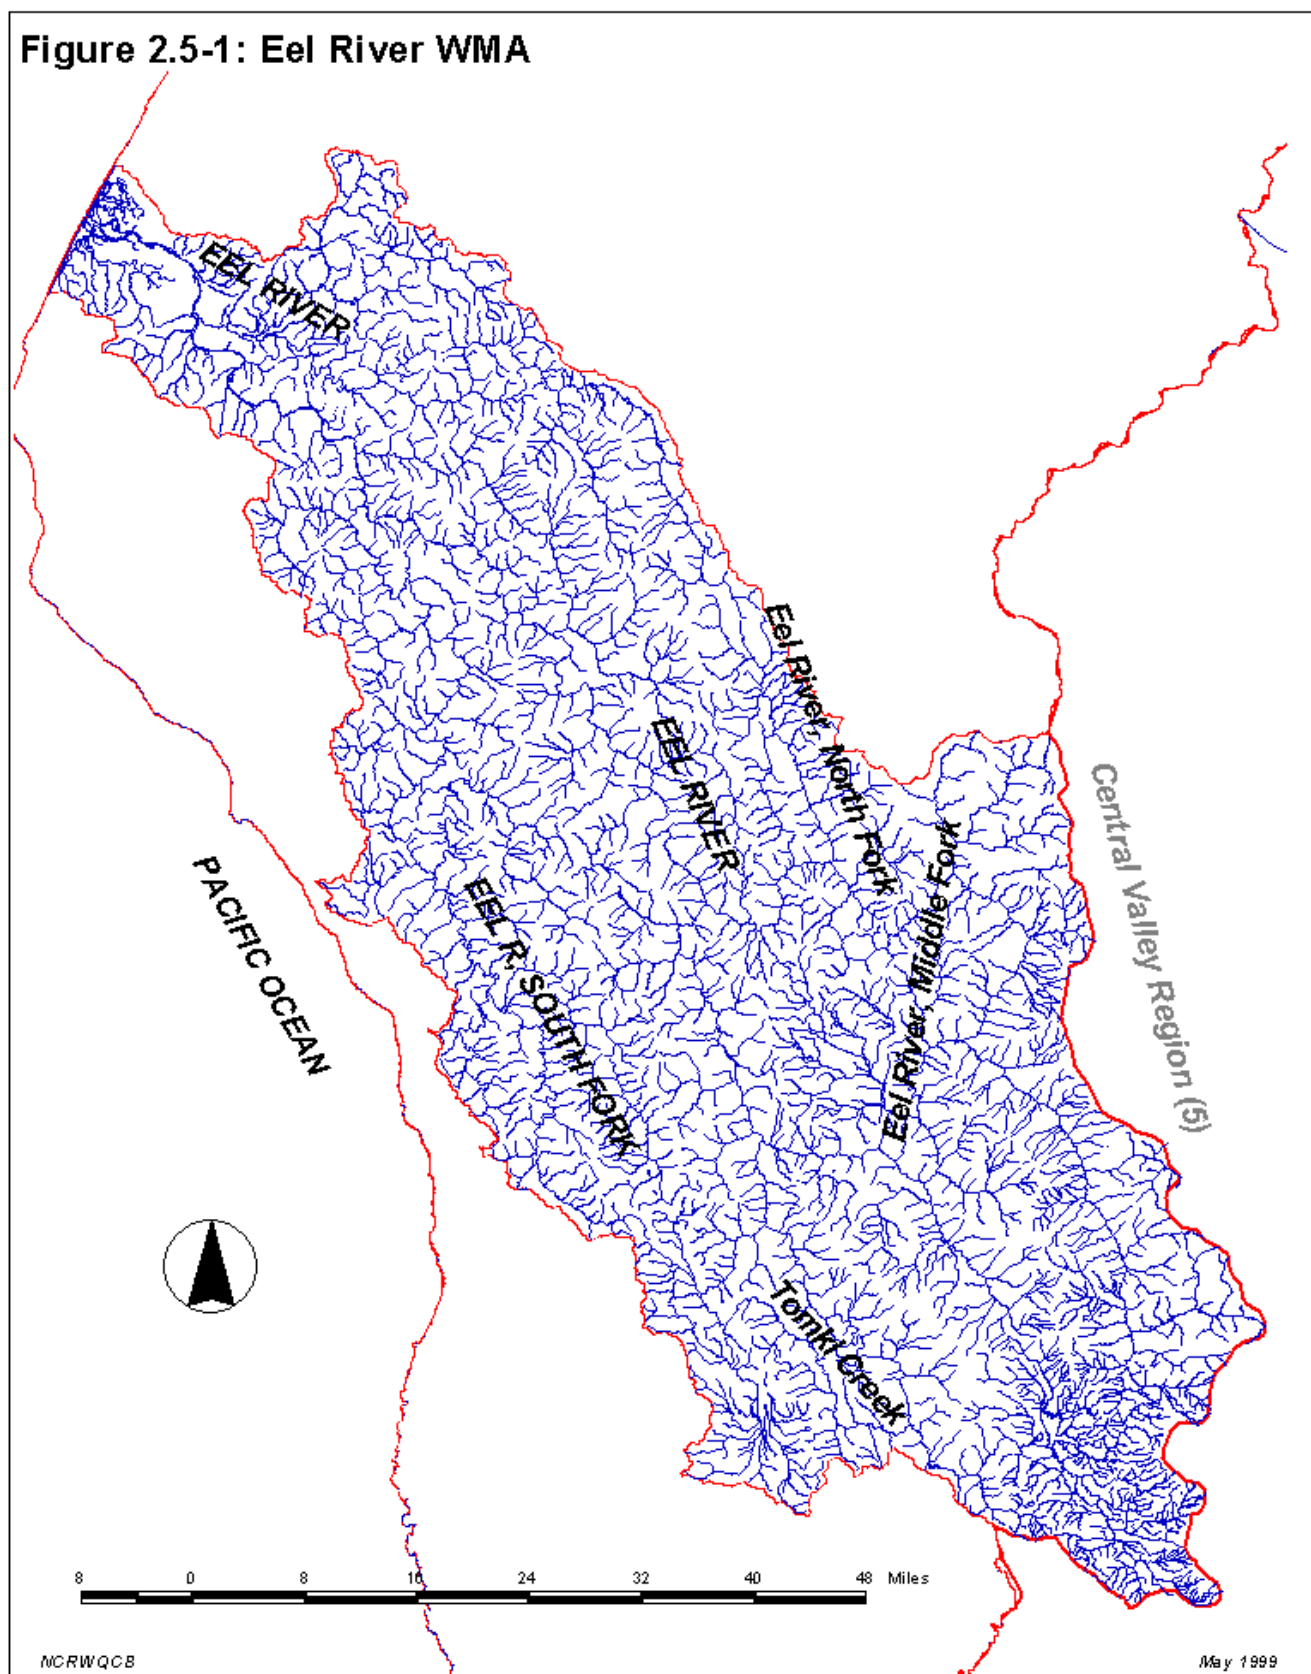 Figure 2.5-1: Eel River WMA
EEL RIVER
Eel River, North Fork
EEL RIVER
Central Valley Region (5)
Eel River, Middle Fork
PACIFIC OCEAN
EEL R, SOUTH FORK
Tomki Creek
8 0 8 16 24 32 40 48 Miles
NCRWQCB
May 1999